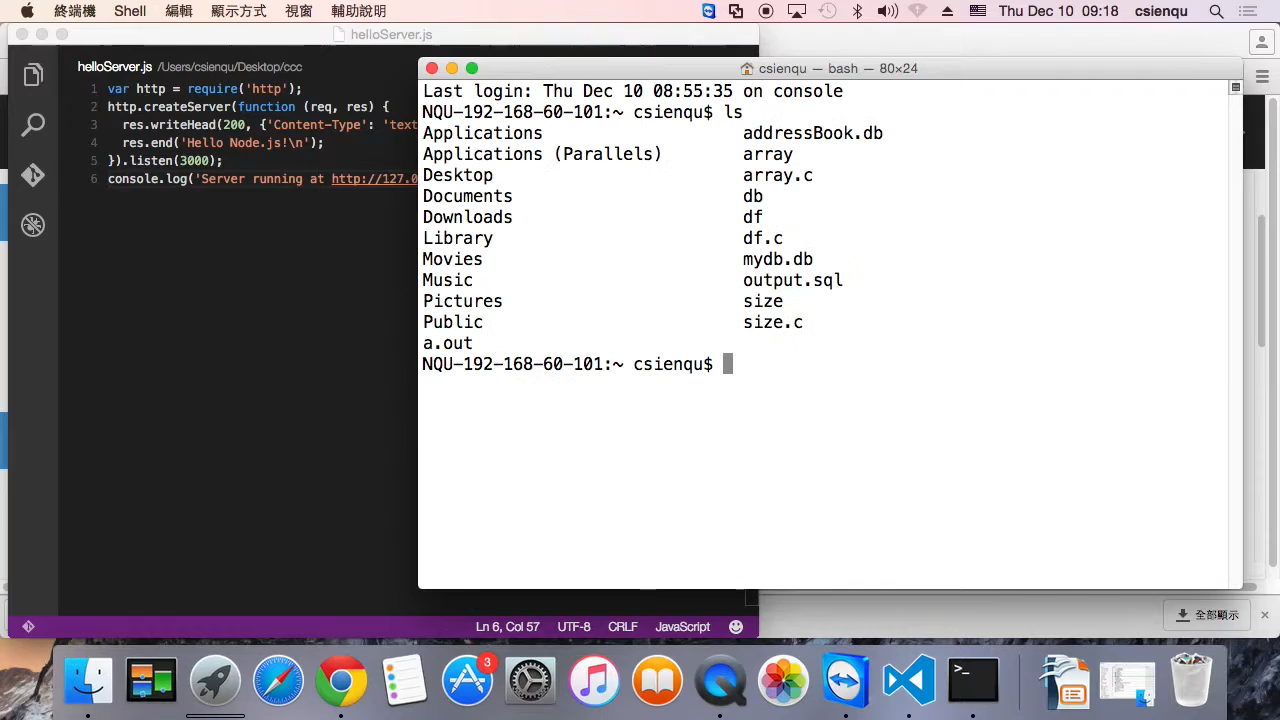 終端機 Shell 編輯 顯示方式 視窗 輔助說明 Thu Dec 10 09:18 csienqu
helloServer.js
helloServer.js /Users/csienqu/Desktop/ccc
1 var http = require('http');
2 http.createServer(function (req, res) {
3 res.writeHead(200, {'Content-Type': 'text
4 res.end('Hello Node.js!\n');
5 }).listen(3000);
6 console.log('Server running at http://127.0
csienqu — bash — 80×24
Last login: Thu Dec 10 08:55:35 on console
NQU-192-168-60-101:~ csienqu$ ls
Applications addressBook.db
Applications (Parallels) array
Desktop array.c
Documents db
Downloads df
Library df.c
Movies mydb.db
Music output.sql
Pictures size
Public size.c
a.out
NQU-192-168-60-101:~ csienqu$
全部顯示
Ln 6, Col 57 UTF-8 CRLF JavaScript
3
>_